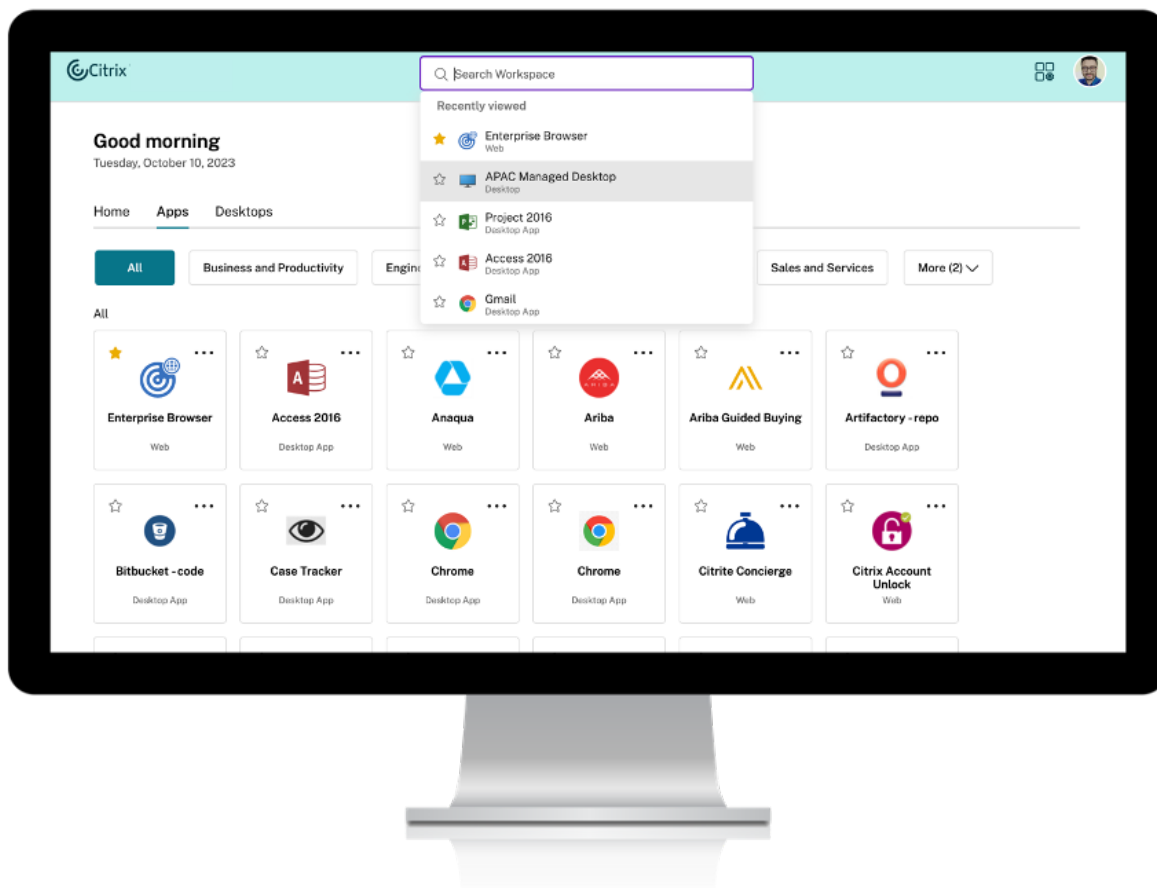 Citrix
Search Workspace
Recently viewed
Enterprise Browser
Web
APAC Managed Desktop
Desktop
Project 2016
Desktop App
Access 2016
Desktop App
Gmail
Desktop App
Good morning
Tuesday, October 10, 2023
Home Apps Desktops
All Business and Productivity Sales and Services More (2)
All
Enterprise Browser Access 2016 Anaqua Ariba Ariba Guided Buying Artifactory - repo
Web Desktop App Web Web Web Desktop App
Bitbucket - code Case Tracker Chrome Chrome Citrite Concierge Citrix Account
Unlock
Desktop App Desktop App Desktop App Desktop App Web Web